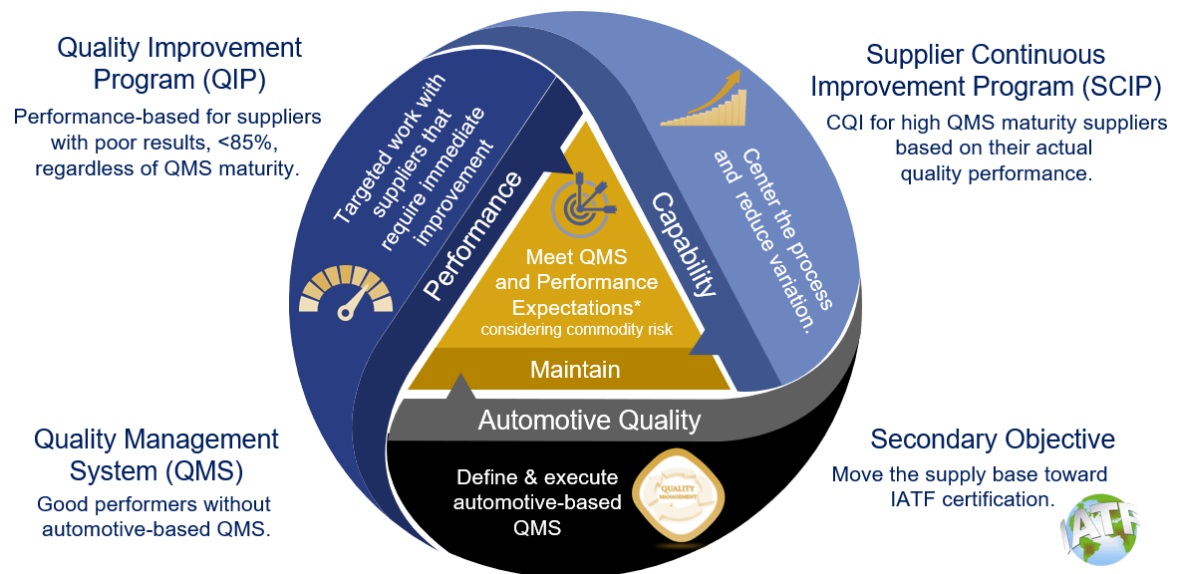 Quality Improvement
Program (QIP)
Performance-based for suppliers
with poor results, <85%,
regardless of QMS maturity.
Targeted work with
suppliers that
require immediate
improvement
Performance
Supplier Continuous
Improvement Program (SCIP)
CQI for high QMS maturity suppliers
based on their actual
quality performance.
Center the process
and reduce variation.
Capability
Meet QMS
and Performance
Expectations*
considering commodity risk
Maintain
Automotive Quality
Define & execute
automotive-based
QMS
QUALITY
MANAGEMENT
Quality Management
System (QMS)
Good performers without
automotive-based QMS.
Secondary Objective
Move the supply base toward
IATF certification.
IATF